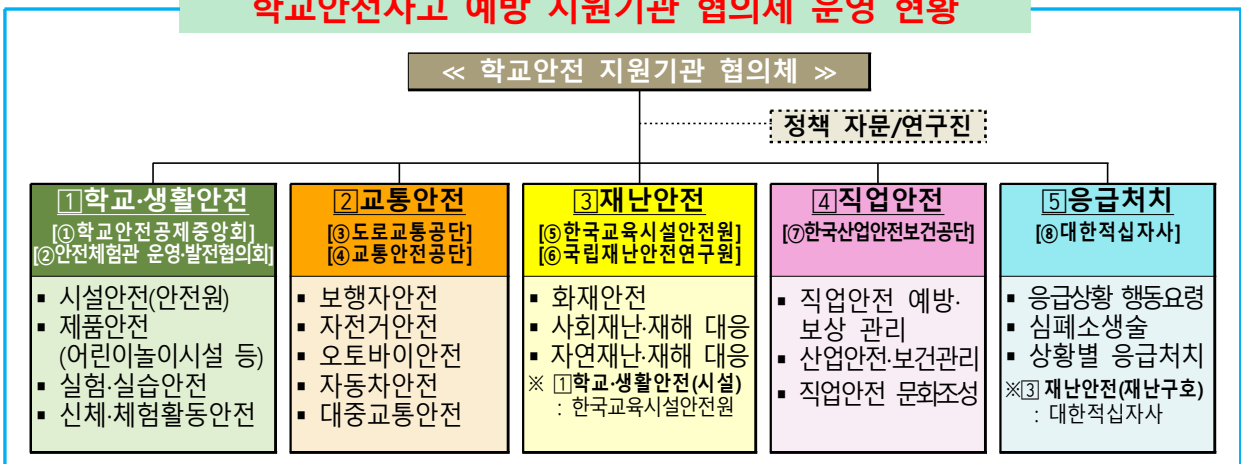 학교안전사고 예방 지원기관 협의체 운영 현황
≪ 학교안전 지원기관 협의체 ≫
정책 자문/연구진
1학교·생활안전
[①학교안전공제중앙회]
[②안전체험관 운영·발전협의회]
▪ 시설안전(안전원)
▪ 제품안전
(어린이놀이시설 등)
▪ 실험·실습안전
▪ 신체·체험활동안전
2교통안전
[③도로교통공단]
[④교통안전공단]
▪ 보행자안전
▪ 자전거안전
▪ 오토바이안전
▪ 자동차안전
▪ 대중교통안전
3재난안전
[⑤한국교육시설안전원]
[⑥국립재난안전연구원]
▪ 화재안전
▪ 사회재난·재해 대응
▪ 자연재난·재해 대응
※ 1학교·생활안전(시설)
: 한국교육시설안전원
4직업안전
[⑦한국산업안전보건공단]
▪ 직업안전 예방·
보상 관리
▪ 산업안전·보건관리
▪ 직업안전 문화조성
5응급처치
[⑧대한적십자사]
▪ 응급상황 행동요령
▪ 심폐소생술
▪ 상황별 응급처치
※3 재난안전(재난구호)
: 대한적십자사